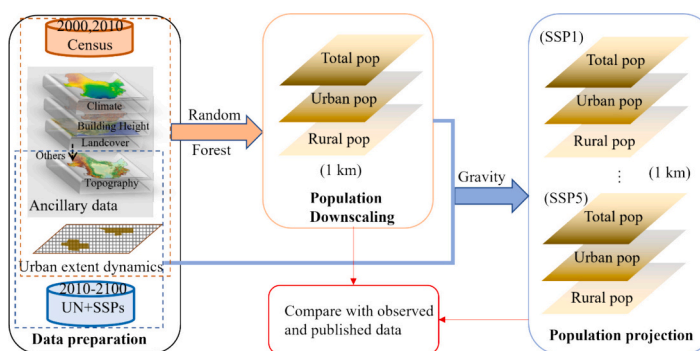 2000,2010
Census
Climate
Building Height
Landcover
Others
Topography
Ancillary data
Urban extent dynamics
2010-2100
UN+SSPs
Data preparation
Random
Forest
Total pop
Urban pop
Rural pop
(1 km)
Population
Downscaling
Gravity
Compare with observed
and published data
(SSP1)
Total pop
Urban pop
Rural pop
⋮ (1 km)
(SSP5)
Total pop
Urban pop
Rural pop
Population projection